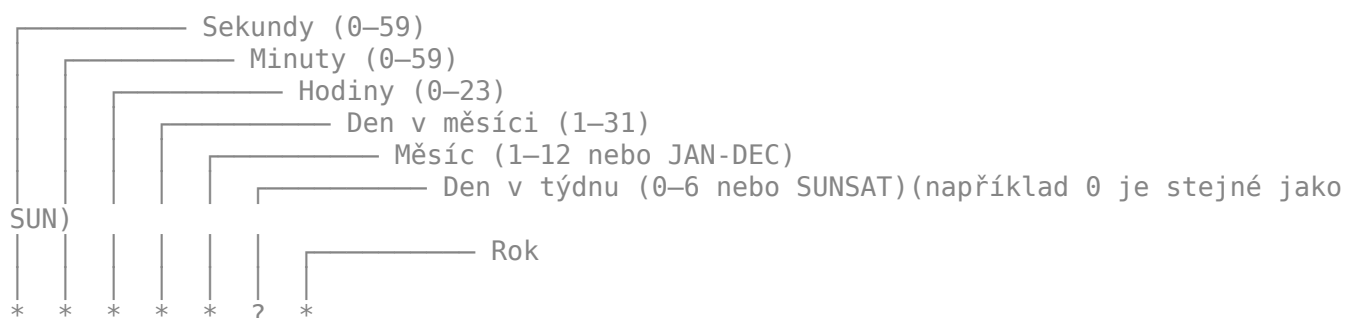 Sekundy (0–59)
Minuty (0–59)
Hodiny (0–23)
Den v měsíci (1–31)
Měsíc (1–12 nebo JAN-DEC)
Den v týdnu (0–6 nebo SUNSAT)(například 0 je stejné jako
SUN)
Rok
* * * * * ? *